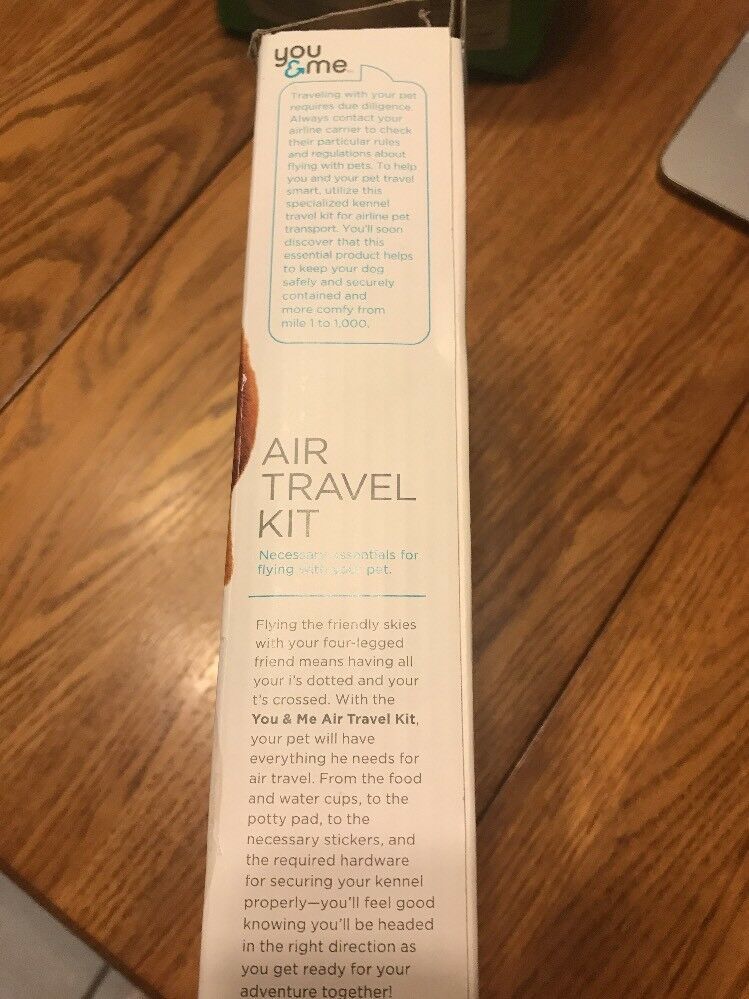 you
&me
Traveling with your pet
requires due diligence.
Always contact your
airline carrier to check
their particular rules
and regulations about
flying with pets. To help
you and your pet travel
smart, utilize this
specialized kennel
travel kit for airline pet
transport. You'll soon
discover that this
essential product helps
to keep your dog
safely and securely
contained and
more comfy from
mile 1 to 1,000.
AIR
TRAVEL
KIT
Necessary essentials for
flying with your pet.
Flying the friendly skies
with your four-legged
friend means having all
your i's dotted and your
t's crossed. With the
You & Me Air Travel Kit,
your pet will have
everything he needs for
air travel. From the food
and water cups, to the
potty pad, to the
necessary stickers, and
the required hardware
for securing your kennel
properly—you'll feel good
knowing you'll be headed
in the right direction as
you get ready for your
adventure together!